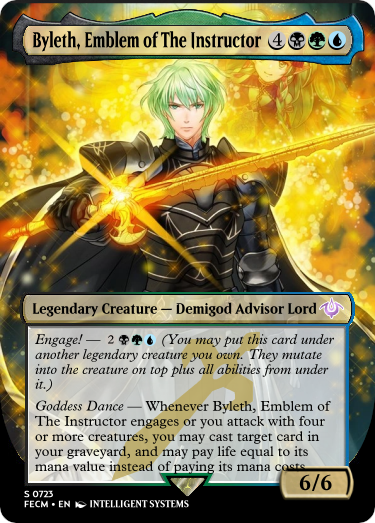 Byleth, Emblem of The Instructor 4
Legendary Creature — Demigod Advisor Lord
Engage! — 2 (You may put this card under
another legendary creature you own. They mutate
into the creature on top plus all abilities from under
it.)
Goddess Dance — Whenever Byleth, Emblem of
The Instructor engages or you attack with four
or more creatures, you may cast target card in
your graveyard, and may pay life equal to its
mana value instead of paying its mana costs.
6/6
S 0723
FECM • EN INTELLIGENT SYSTEMS